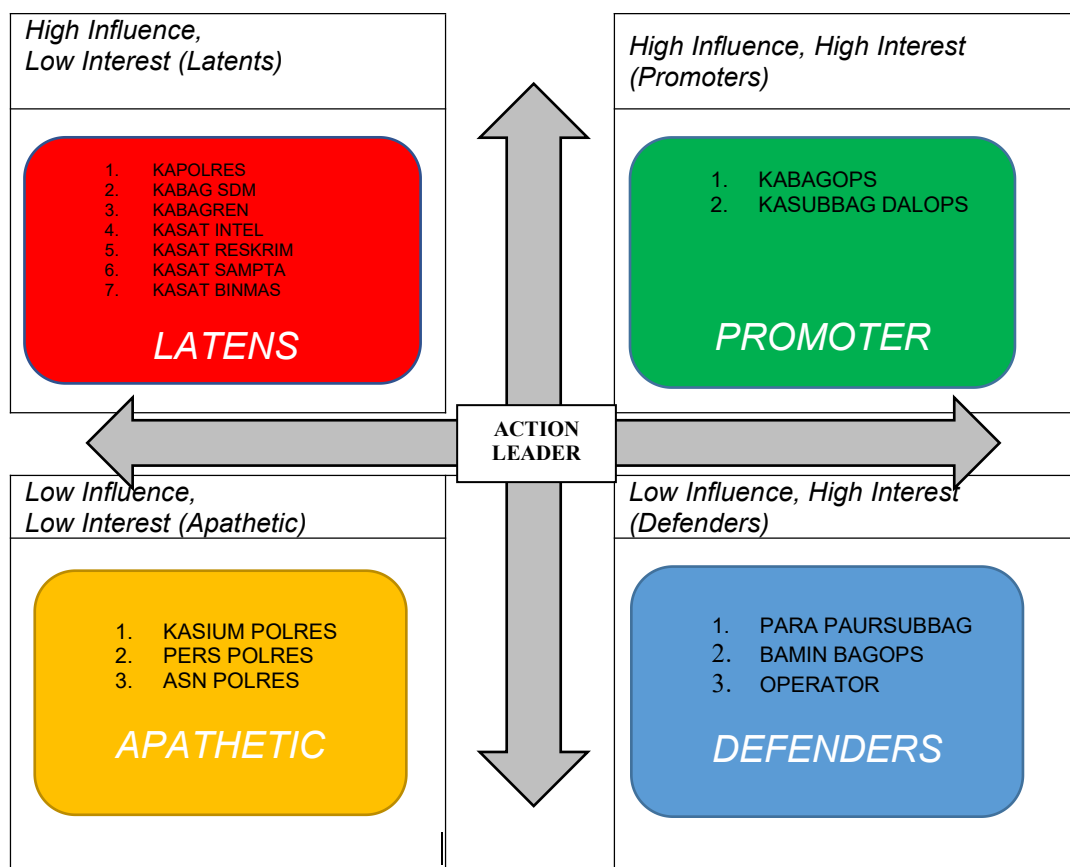 High Influence,
Low Interest (Latents)
High Influence, High Interest
(Promoters)
1. KAPOLRES
2. KABAG SDM
3. KABAGREN
4. KASAT INTEL
5. KASAT RESKRIM
6. KASAT SAMPTA
7. KASAT BINMAS
LATENS
1. KABAGOPS
2. KASUBBAG DALOPS
PROMOTER
ACTION
LEADER
Low Influence,
Low Interest (Apathetic)
Low Influence, High Interest
(Defenders)
1. KASIUM POLRES
2. PERS POLRES
3. ASN POLRES
APATHETIC
1. PARA PAURSUBBAG
2. BAMIN BAGOPS
3. OPERATOR
DEFENDERS